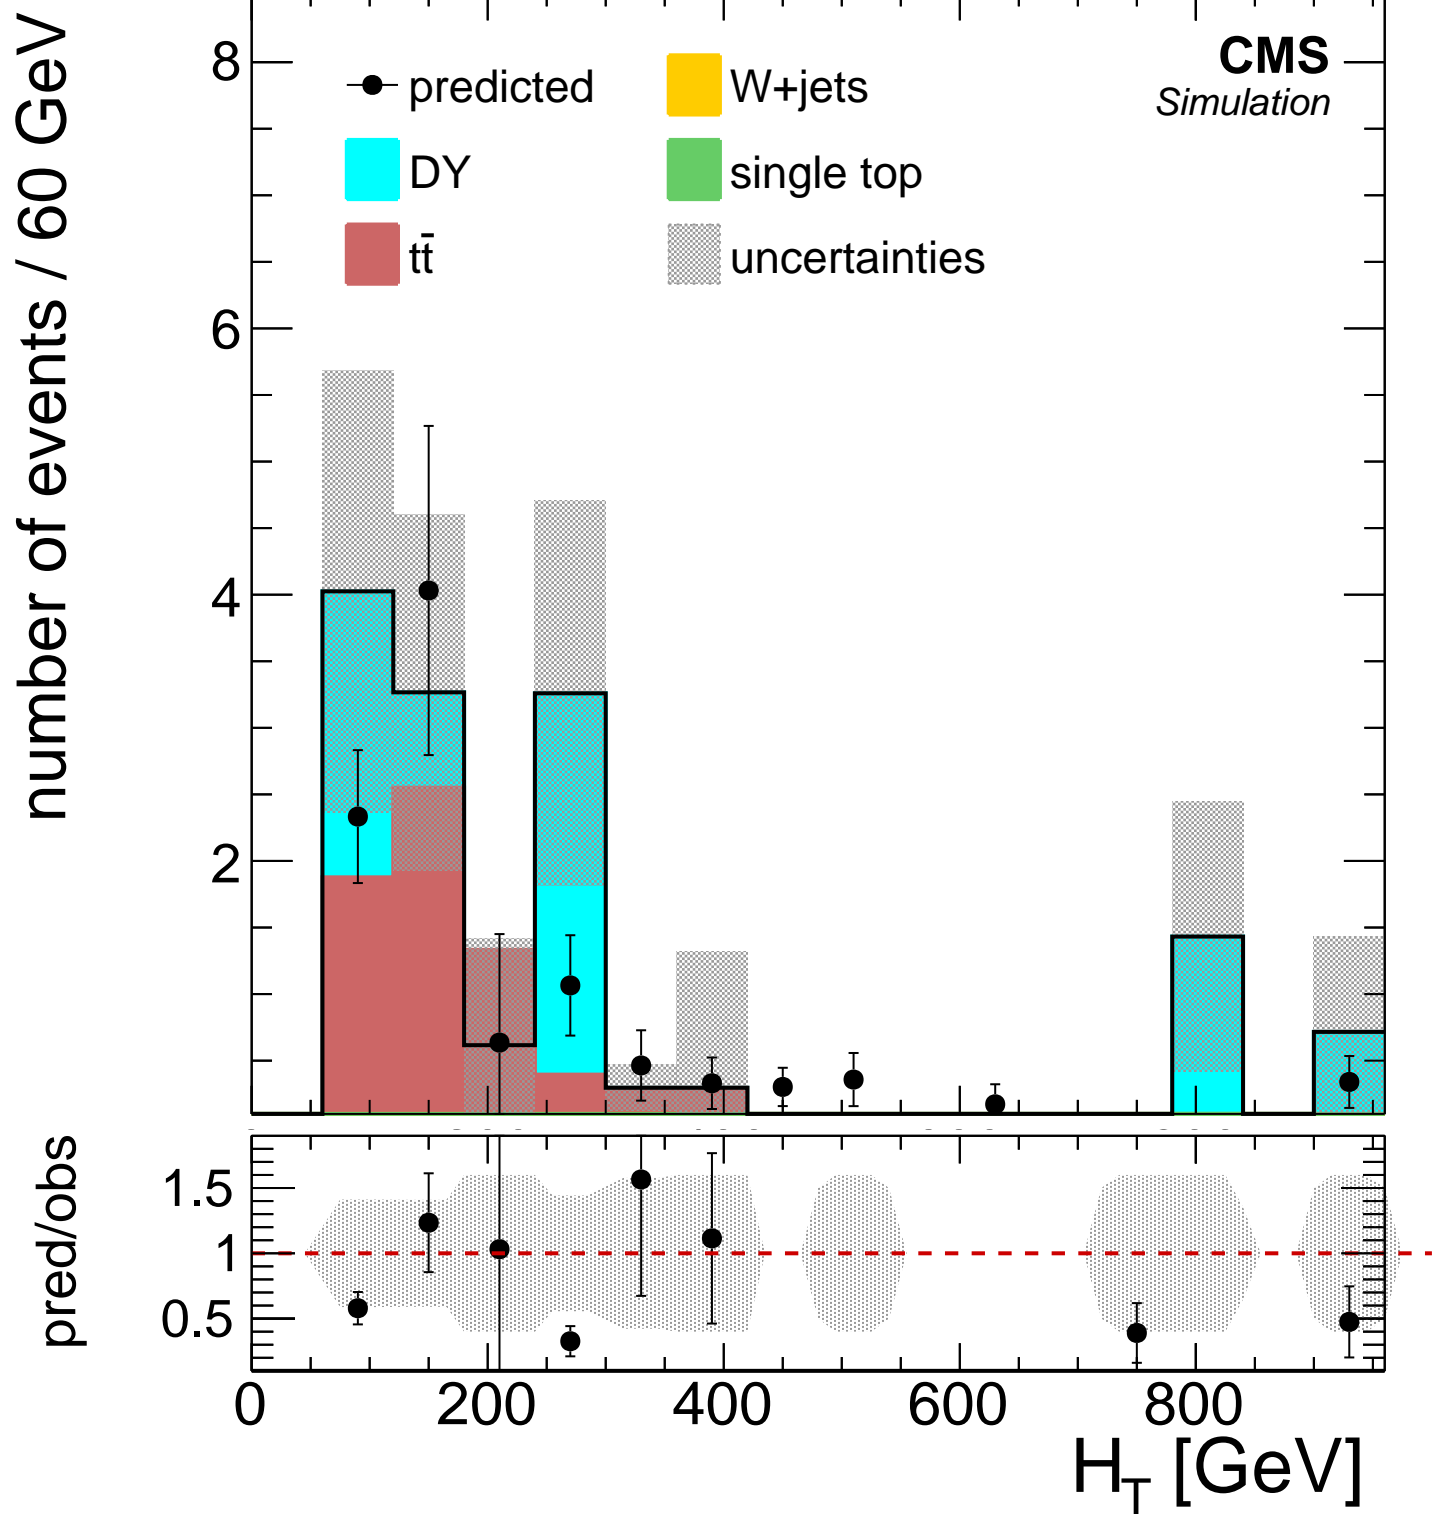 number of events / 60 GeV
8
6
4
2
predicted
DY
tt̄
W+jets
single top
uncertainties
CMS
Simulation
pred/obs
1.5
1
0.5
0
200
400
600
800
H_T [GeV]